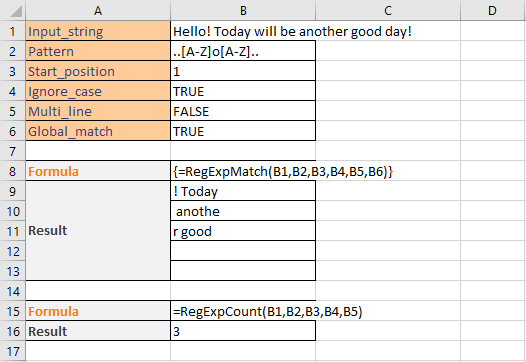 A B C D
1 Input_string Hello! Today will be another good day!
2 Pattern ..[A-Z]o[A-Z]..
3 Start_position 1
4 Ignore_case TRUE
5 Multi_line FALSE
6 Global_match TRUE
7
8 Formula {=RegExpMatch(B1,B2,B3,B4,B5,B6)}
9 ! Today
10 anothe
11 Result r good
12
13
14
15 Formula =RegExpCount(B1,B2,B3,B4,B5)
16 Result 3
17